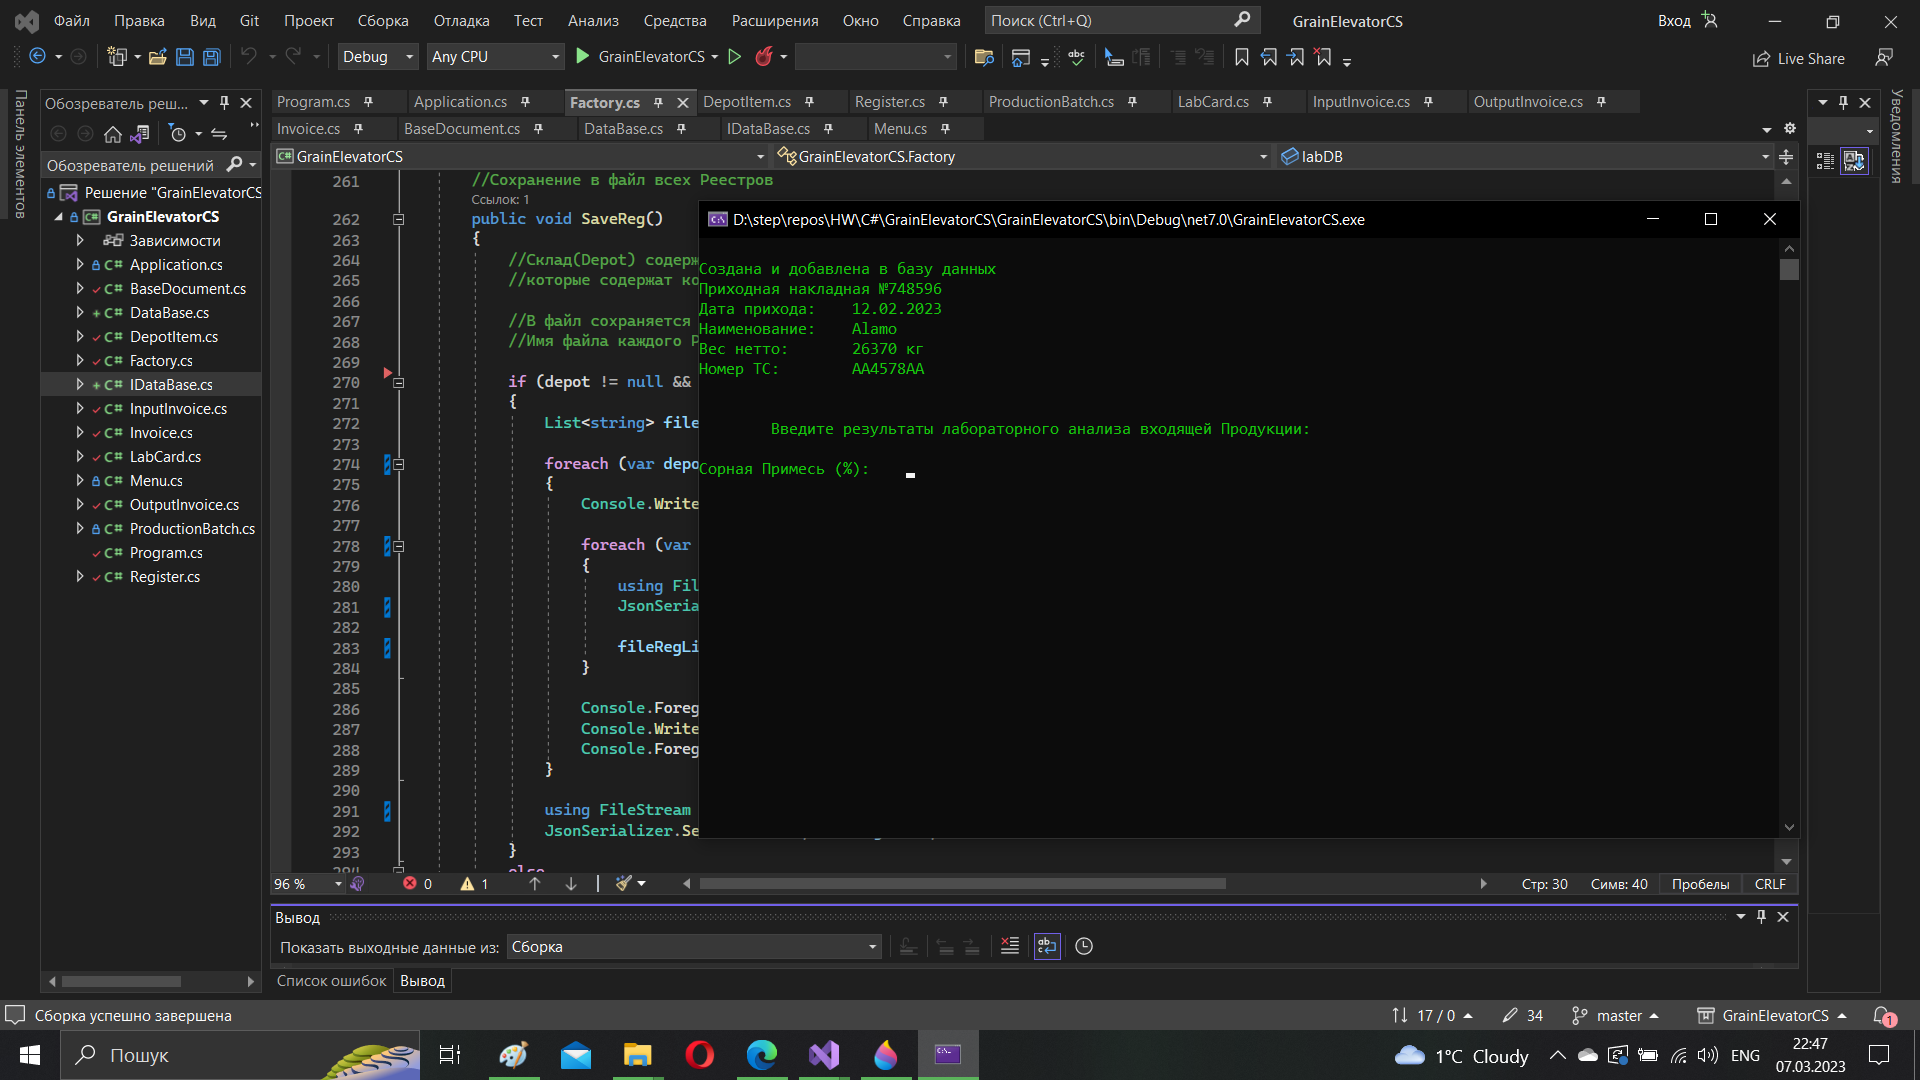 Файл Правка Вид Git Проект Сборка Отладка Тест Анализ Средства Расширения Окно Справка Поиск (Ctrl+Q) GrainElevatorCS Вход
Debug Any CPU GrainElevatorCS Live Share
Панель элементов
Обозреватель реш...
Обозреватель решений
Решение "GrainElevatorCS
GrainElevatorCS
Зависимости
Application.cs
BaseDocument.cs
DataBase.cs
DepotItem.cs
Factory.cs
IDataBase.cs
InputInvoice.cs
Invoice.cs
LabCard.cs
Menu.cs
OutputInvoice.cs
ProductionBatch.cs
Program.cs
Register.cs
Program.cs Application.cs Factory.cs DepotItem.cs Register.cs ProductionBatch.cs LabCard.cs InputInvoice.cs OutputInvoice.cs
Invoice.cs BaseDocument.cs DataBase.cs IDataBase.cs Menu.cs
GrainElevatorCS GrainElevatorCS.Factory labDB
261 //Сохранение в файл всех Реестров
Ссылок: 1
262 public void SaveReg()
263 {
264 //Склад(Depot) содерж
265 //которые содержат ко
266
267 //В файл сохраняется
268 //Имя файла каждого Р
269
270 if (depot != null &&
271 {
272 List<string> file
273
274 foreach (var depo
275 {
276 Console.Write
277
278 foreach (var
279 {
280 using Fil
281 JsonSeria
282
283 fileRegLi
284 }
285
286 Console.Foreg
287 Console.Write
288 Console.Foreg
289 }
290
291 using FileStream
292 JsonSerializer.Se
293 }
294 else
D:\step\repos\HW\C#\GrainElevatorCS\GrainElevatorCS\bin\Debug\net7.0\GrainElevatorCS.exe
Создана и добавлена в базу данных
Приходная накладная №748596
Дата прихода: 12.02.2023
Наименование: Alamo
Вес нетто: 26370 кг
Номер ТС: АА4578АА
Введите результаты лабораторного анализа входящей Продукции:
Сорная Примесь (%):
Уведомления
96 % 0 1 Стр: 30 Симв: 40 Пробелы CRLF
Вывод
Показать выходные данные из: Сборка
Список ошибок Вывод
Сборка успешно завершена 17 / 0 34 master GrainElevatorCS 1
Пошук 1°C Cloudy ENG 22:47
07.03.2023